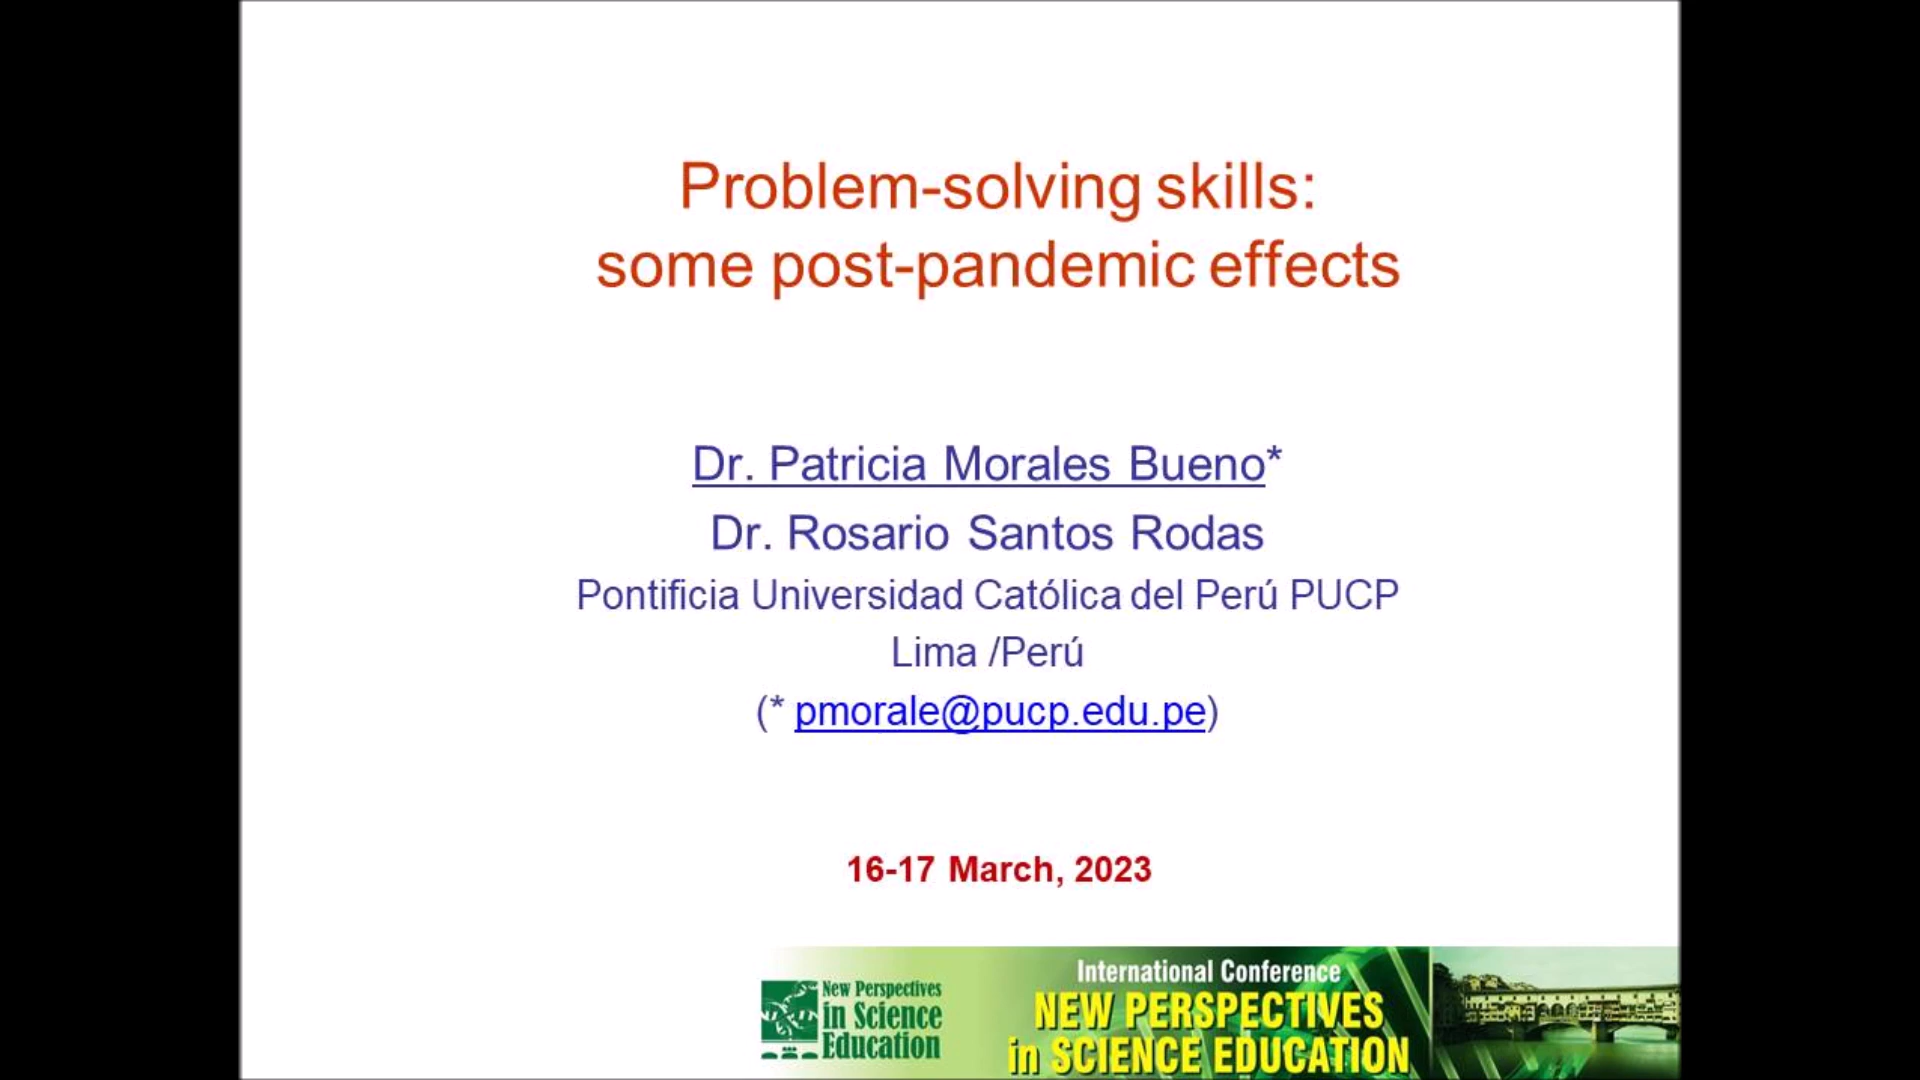 Problem-solving skills:
some post-pandemic effects
Dr. Patricia Morales Bueno*
Dr. Rosario Santos Rodas
Pontificia Universidad Católica del Perú PUCP
Lima /Perú
(* pmorale@pucp.edu.pe)
16-17 March, 2023
New Perspectives
in Science
Education
International Conference
NEW PERSPECTIVES
in SCIENCE EDUCATION